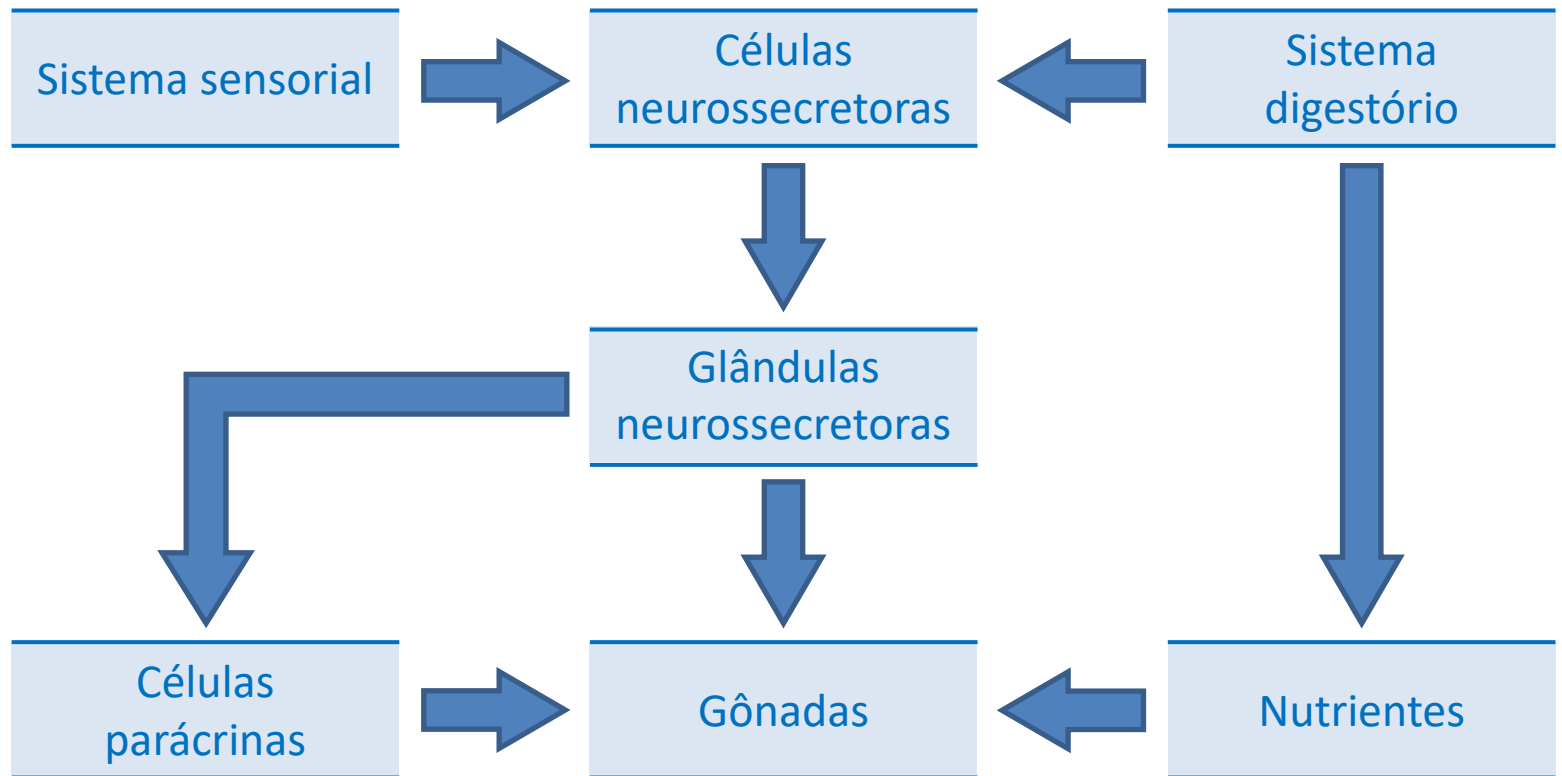 Sistema sensorial
Células
neurossecretoras
Sistema
digestório
Glândulas
neurossecretoras
Células
parácrinas
Gônadas
Nutrientes